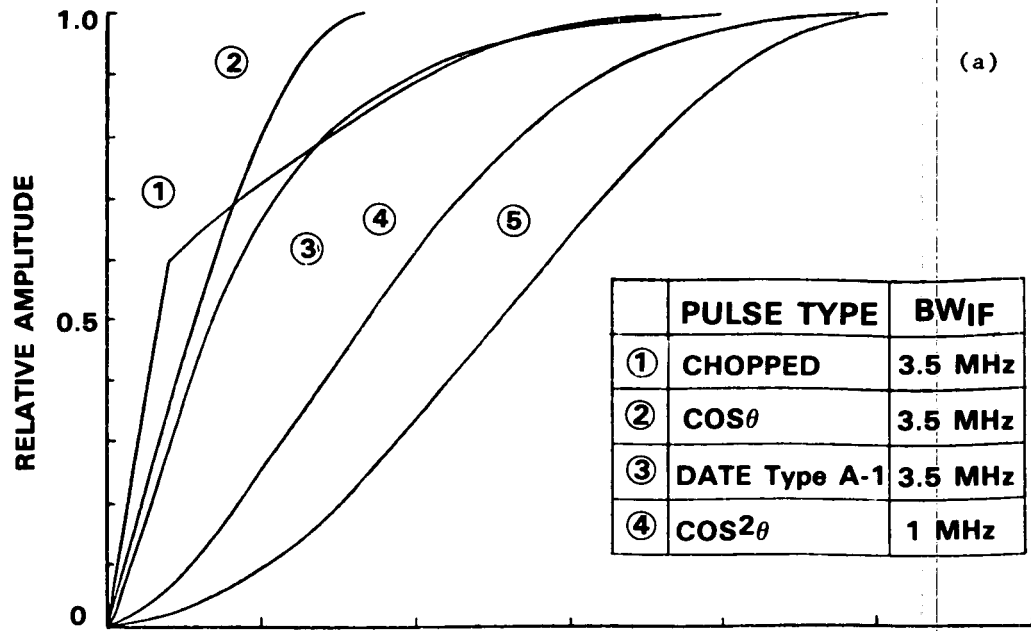 1.0
②
(a)
①
③
④
⑤
RELATIVE AMPLITUDE
0.5
0
PULSE TYPE BWIF
① CHOPPED 3.5 MHz
② COSθ 3.5 MHz
③ DATE Type A-1 3.5 MHz
④ COS²θ 1 MHz